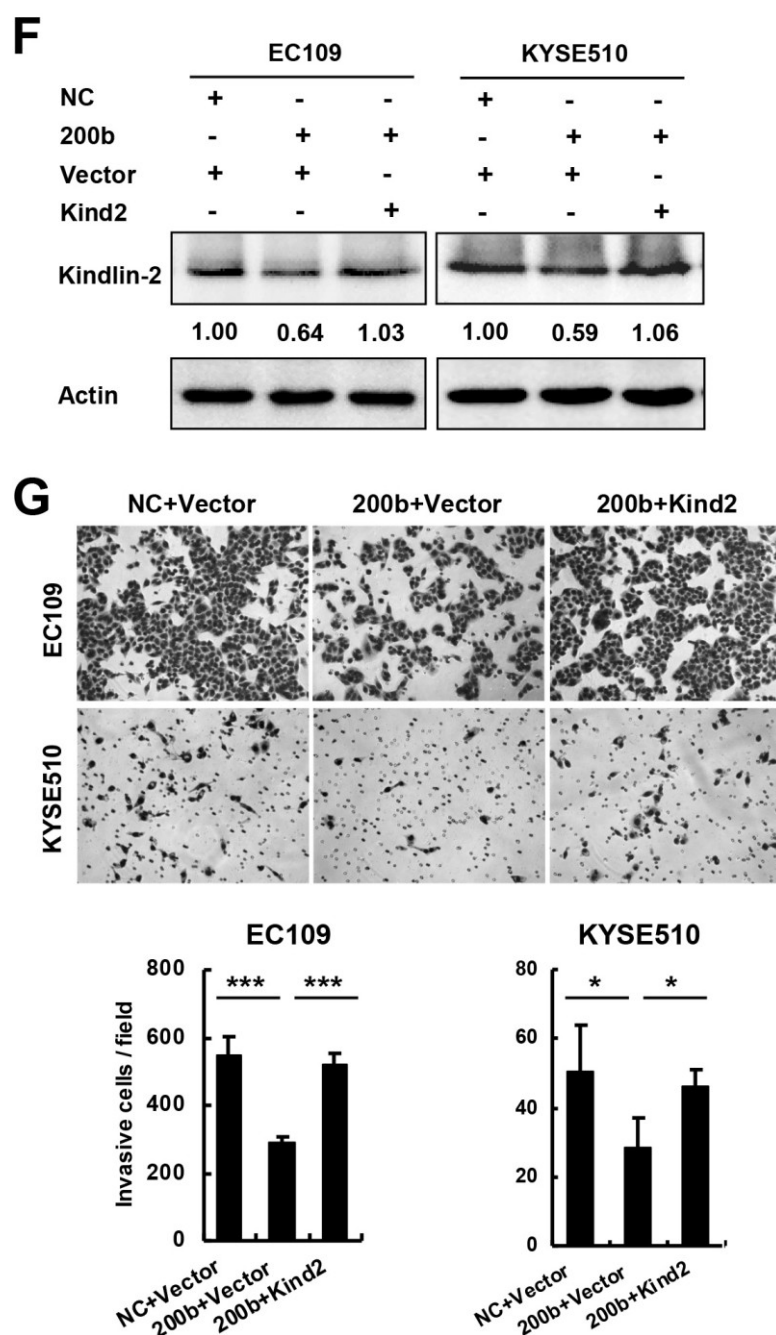 F
EC109 KYSE510
NC + - - + - -
200b - + + - + +
Vector + + - + + -
Kind2 - - + - - +
Kindlin-2
1.00 0.64 1.03 1.00 0.59 1.06
Actin
G
NC+Vector 200b+Vector 200b+Kind2
EC109
KYSE510
EC109
Invasive cells / field
800
600
400
200
0
*** ***
NC+Vector 200b+Vector 200b+Kind2
KYSE510
80
60
40
20
0
* *
NC+Vector 200b+Vector 200b+Kind2